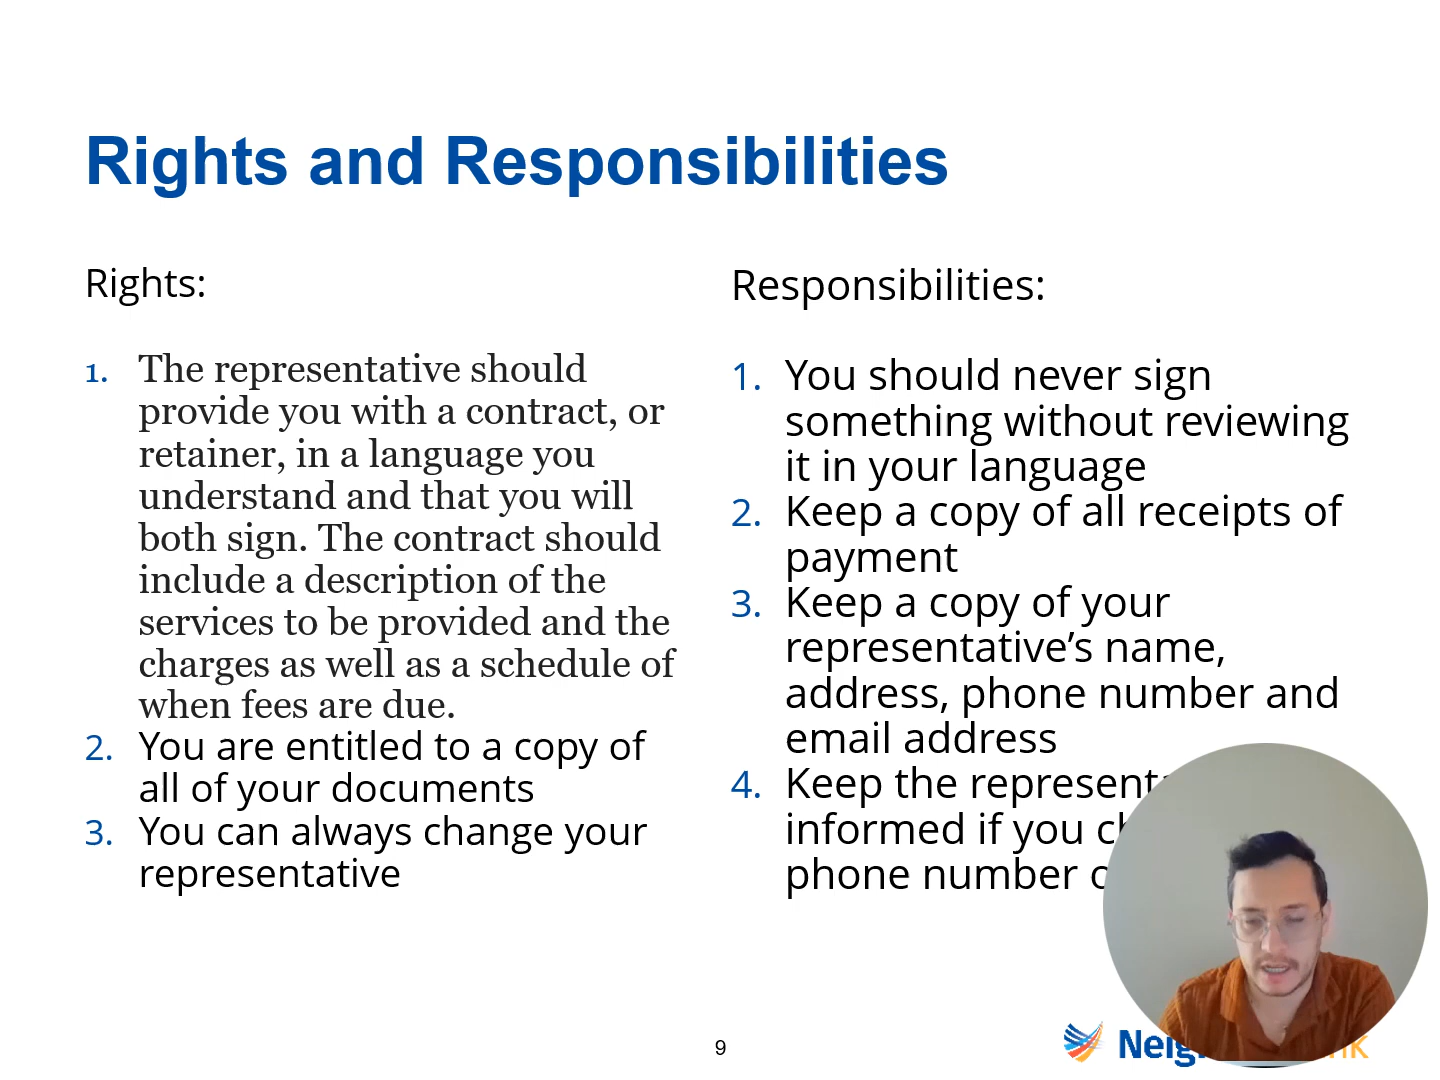 Rights and Responsibilities
Rights:
1. The representative should
provide you with a contract, or
retainer, in a language you
understand and that you will
both sign. The contract should
include a description of the
services to be provided and the
charges as well as a schedule of
when fees are due.
2. You are entitled to a copy of
all of your documents
3. You can always change your
representative
Responsibilities:
1. You should never sign
something without reviewing
it in your language
2. Keep a copy of all receipts of
payment
3. Keep a copy of your
representative’s name,
address, phone number and
email address
4. Keep the
informed if you
phone number
9